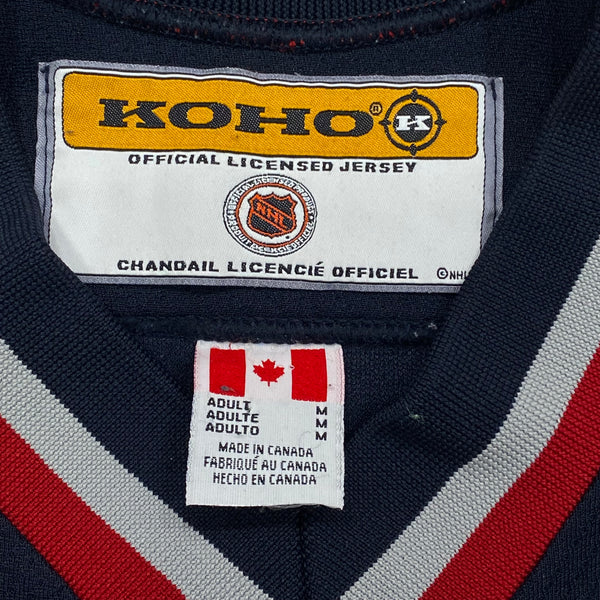 KOHO® K
OFFICIAL LICENSED JERSEY
NHL
CHANDAIL LICENCIÉ OFFICIEL ©NHL
ADULT M
ADULTE M
ADULTO M
MADE IN CANADA
FABRIQUÉ AU CANADA
HECHO EN CANADA